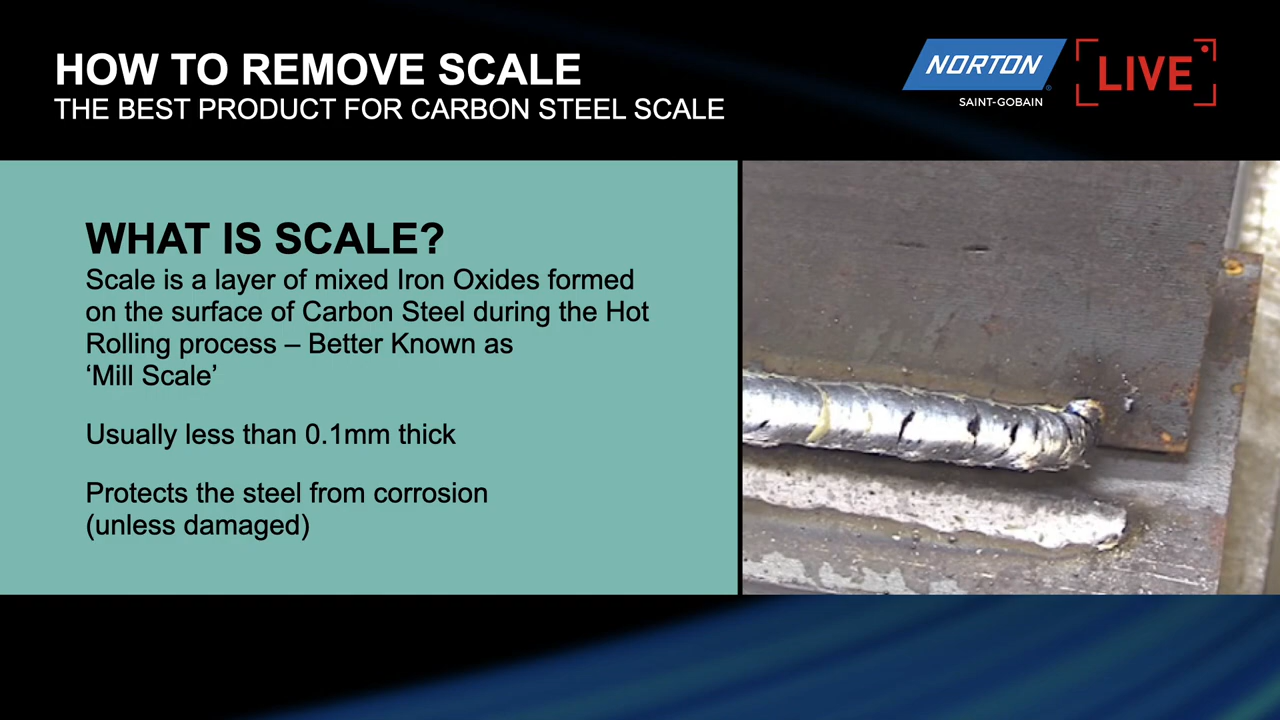 HOW TO REMOVE SCALE
THE BEST PRODUCT FOR CARBON STEEL SCALE
NORTON
SAINT-GOBAIN
LIVE
WHAT IS SCALE?
Scale is a layer of mixed Iron Oxides formed
on the surface of Carbon Steel during the Hot
Rolling process – Better Known as
‘Mill Scale’
Usually less than 0.1mm thick
Protects the steel from corrosion
(unless damaged)